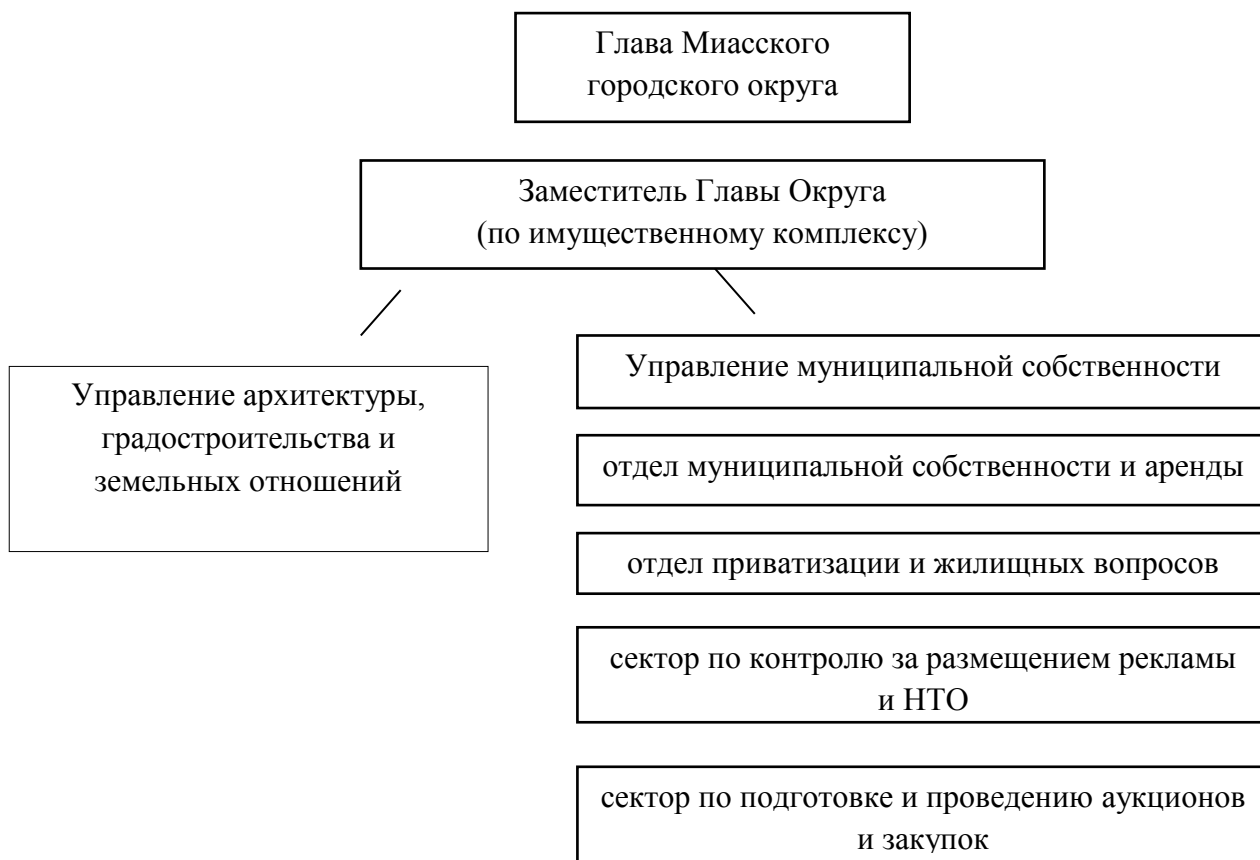 Глава Миасского
городского округа
Заместитель Главы Округа
(по имущественному комплексу)
Управление архитектуры,
градостроительства и
земельных отношений
Управление муниципальной собственности
отдел муниципальной собственности и аренды
отдел приватизации и жилищных вопросов
сектор по контролю за размещением рекламы
и НТО
сектор по подготовке и проведению аукционов
и закупок